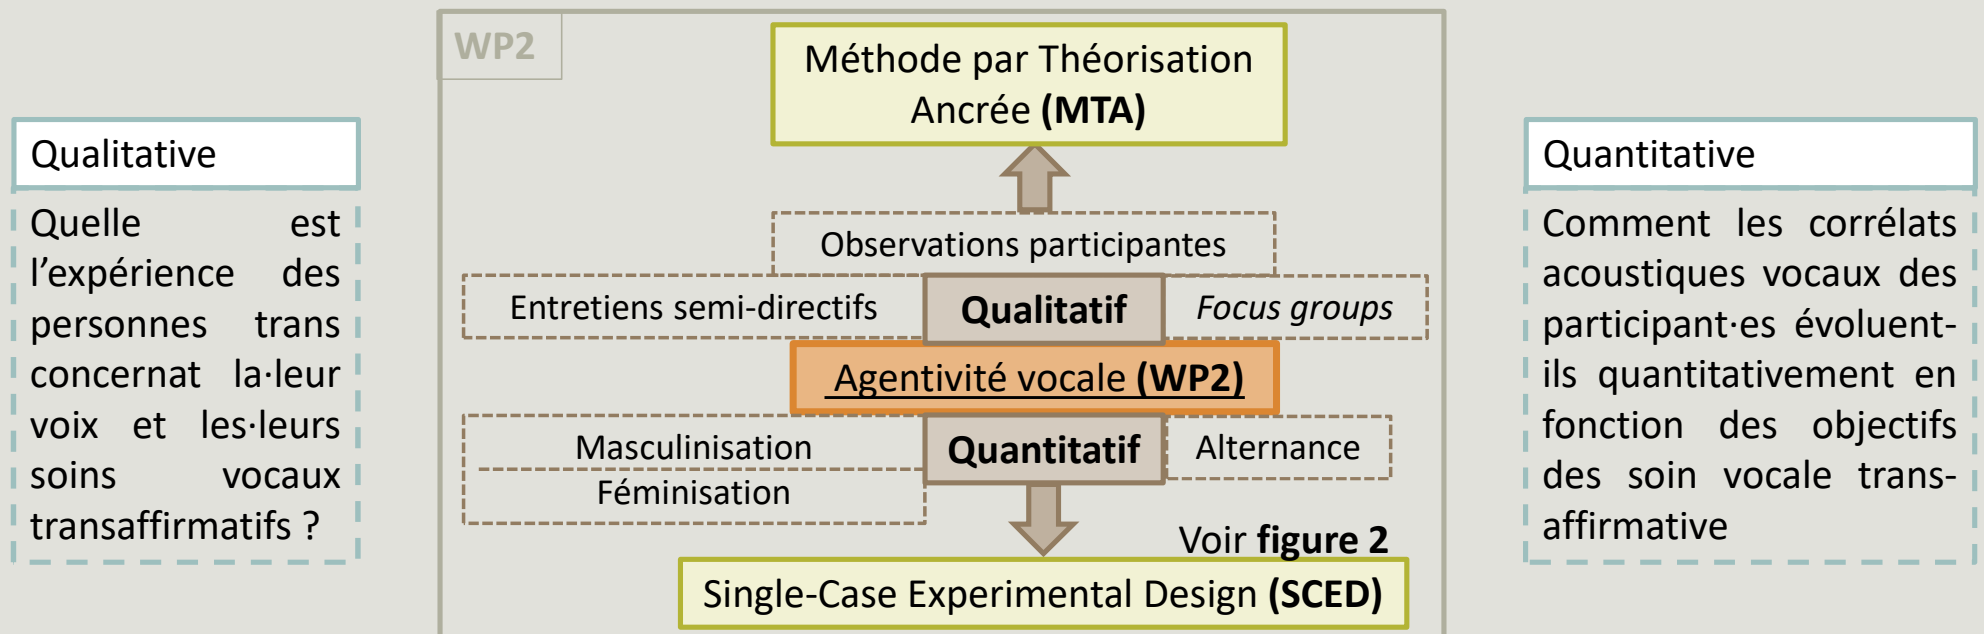 Qualitative
Quelle est
l’expérience des
personnes trans
concernat la·leur
voix et les·leurs
soins vocaux
transaffirmatifs ?
WP2
Méthode par Théorisation
Ancrée (MTA)
Observations participantes
Entretiens semi-directifs
Qualitatif
Focus groups
Agentivité vocale (WP2)
Masculinisation
Féminisation
Quantitatif
Alternance
Voir figure 2
Single-Case Experimental Design (SCED)
Quantitative
Comment les corrélats
acoustiques vocaux des
participant·es évoluent-
ils quantitativement en
fonction des objectifs
des soin vocale trans-
affirmative